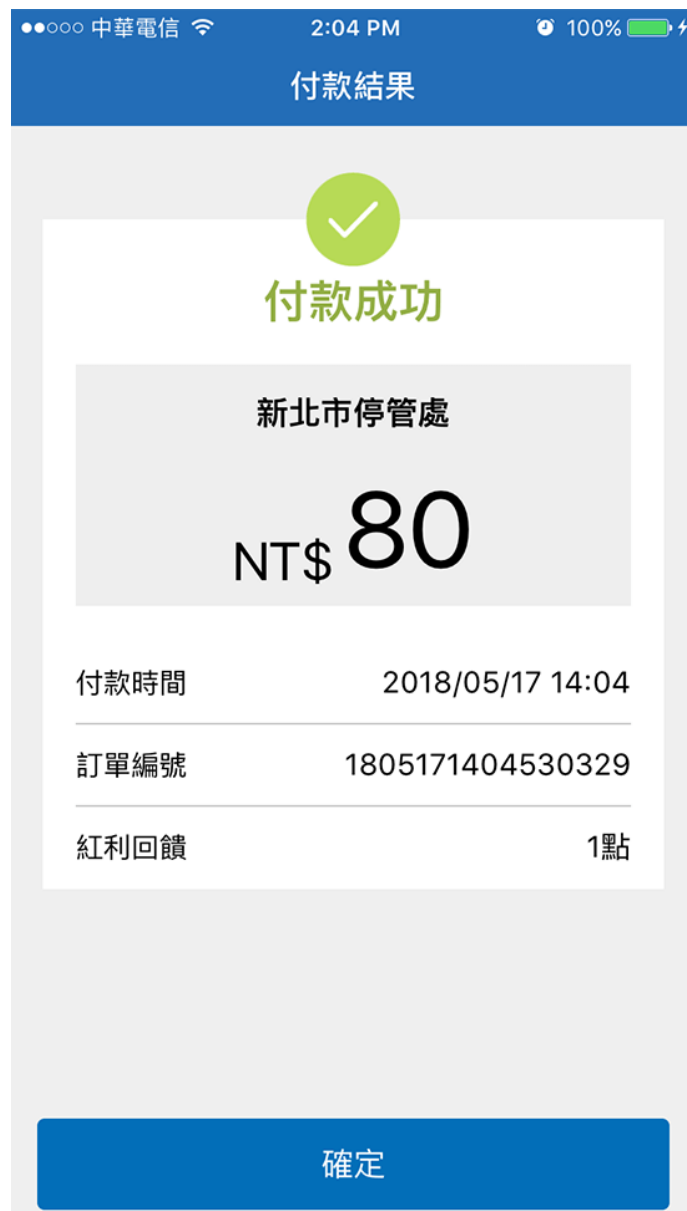 中華電信 2:04 PM 100%
付款結果
付款成功
新北市停管處
NT$ 80
付款時間 2018/05/17 14:04
訂單編號 1805171404530329
紅利回饋 1點
確定